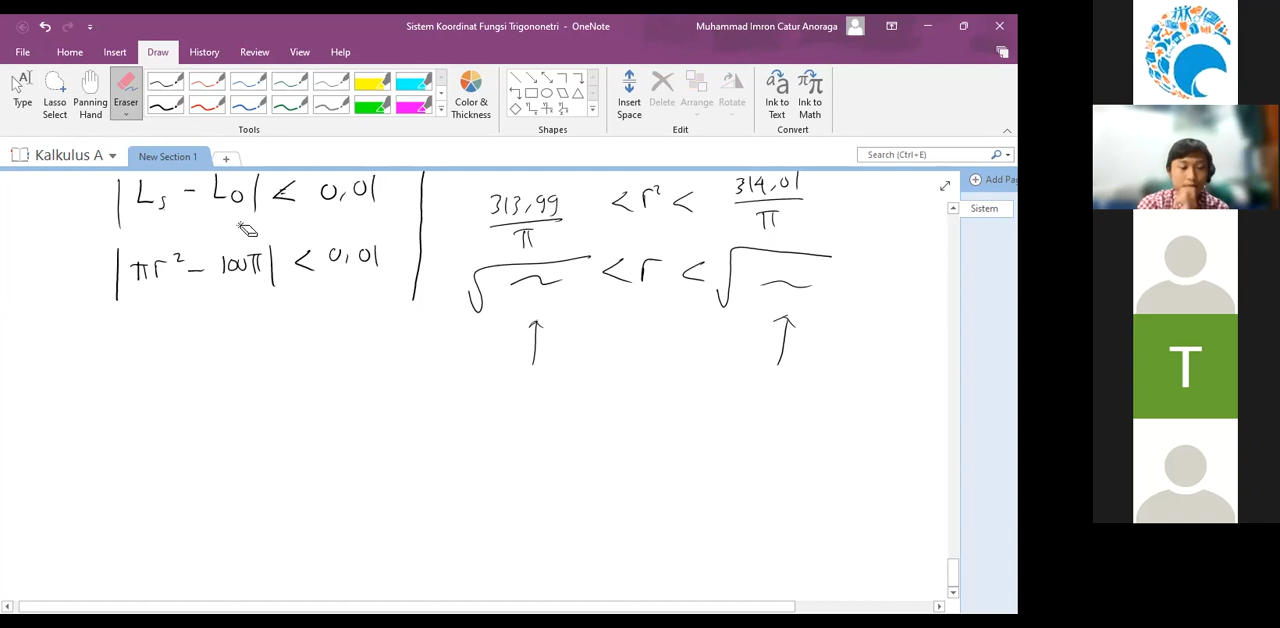 Sistem Koordinat Fungsi Trigononetri - OneNote
Muhammad Imron Catur Anoraga
File Home Insert Draw History Review View Help
Type
Lasso Select
Panning Hand
Eraser
Color & Thickness
Insert Space
Delete
Arrange
Rotate
Ink to Text
Ink to Math
Tools
Shapes
Edit
Convert
Kalkulus A
New Section 1
Search (Ctrl+E)
Add Pag
Sistem
|Ls - L0| < 0,01
|πr² - 100π| < 0,01
313,99/π < r² < 314,01/π
√~ < r < √~
T